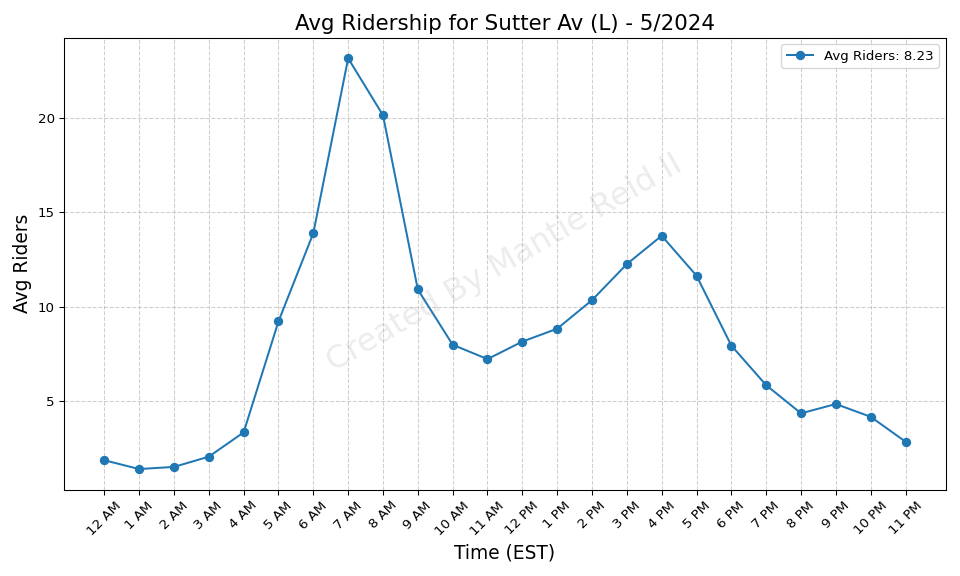 Avg Ridership for Sutter Av (L) - 5/2024
Avg Riders: 8.23
Avg Riders
20
15
10
5
Created By Mantie Reid II
12 AM
1 AM
2 AM
3 AM
4 AM
5 AM
6 AM
7 AM
8 AM
9 AM
10 AM
11 AM
12 PM
1 PM
2 PM
3 PM
4 PM
5 PM
6 PM
7 PM
8 PM
9 PM
10 PM
11 PM
Time (EST)